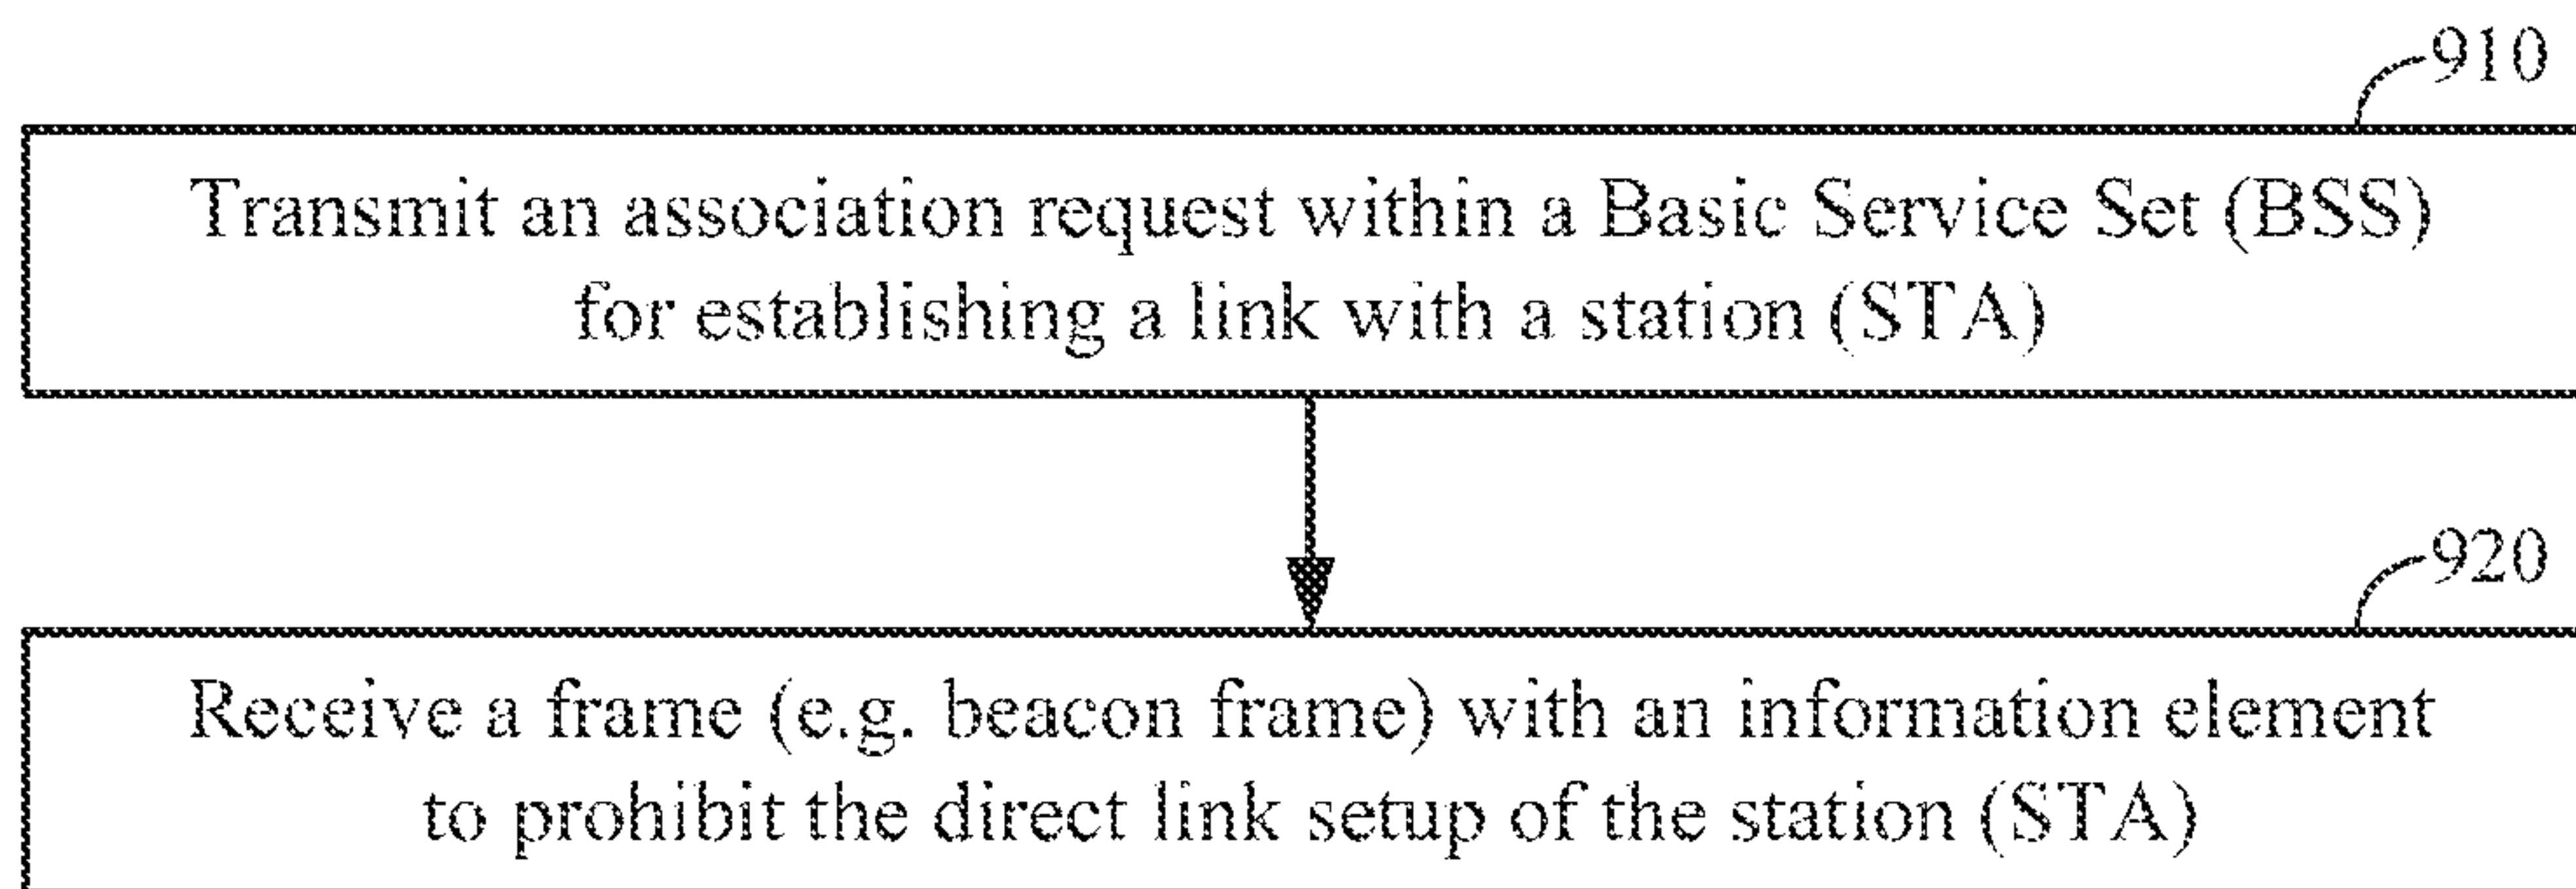 910
Transmit an association request within a Basic Service Set (BSS)
for establishing a link with a station (STA)
920
Receive a frame (e.g. beacon frame) with an information element
to prohibit the direct link setup of the station (STA)